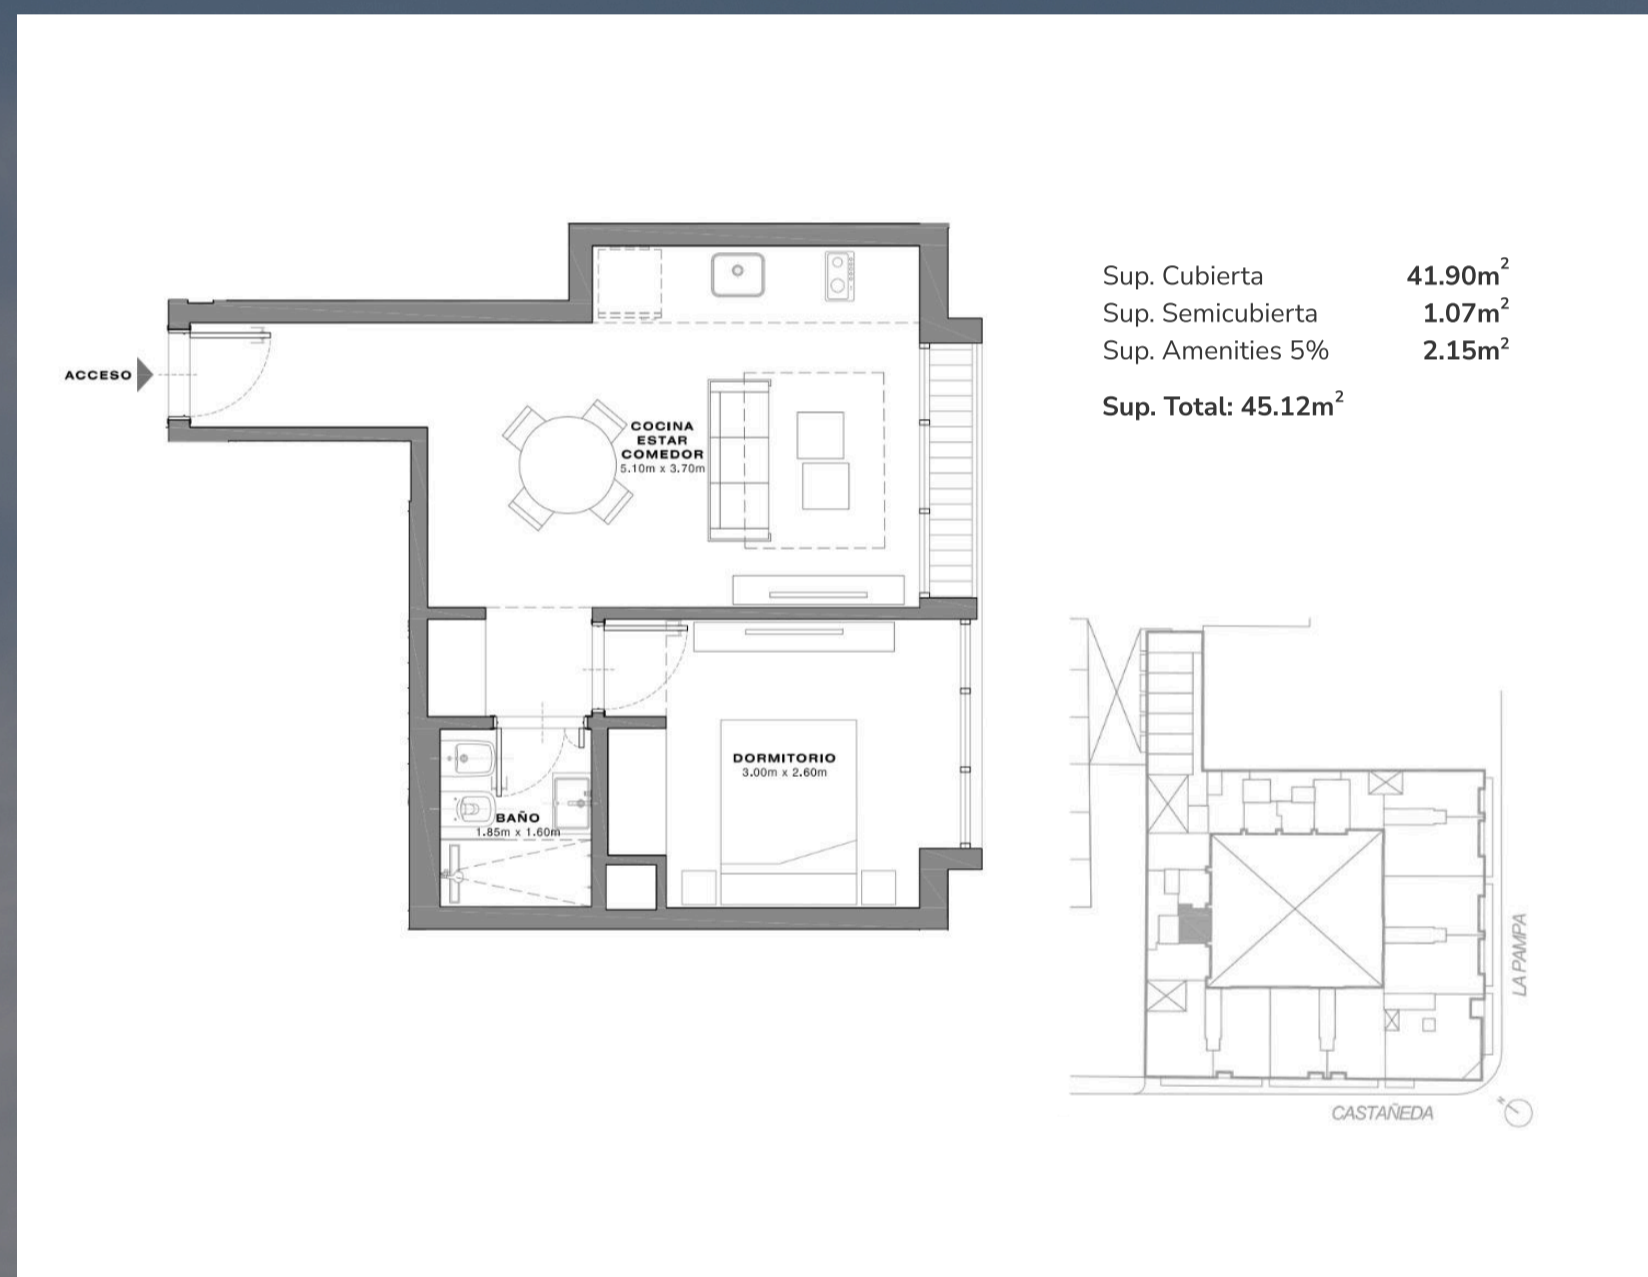 Sup. Cubierta 41.90m²
Sup. Semicubierta 1.07m²
Sup. Amenities 5% 2.15m²
Sup. Total: 45.12m²
ACCESO
COCINA
ESTAR
COMEDOR
5.10m x 3.70m
DORMITORIO
3.00m x 2.60m
BAÑO
1.85m x 1.60m
LA PAMPA
CASTAÑEDA
N